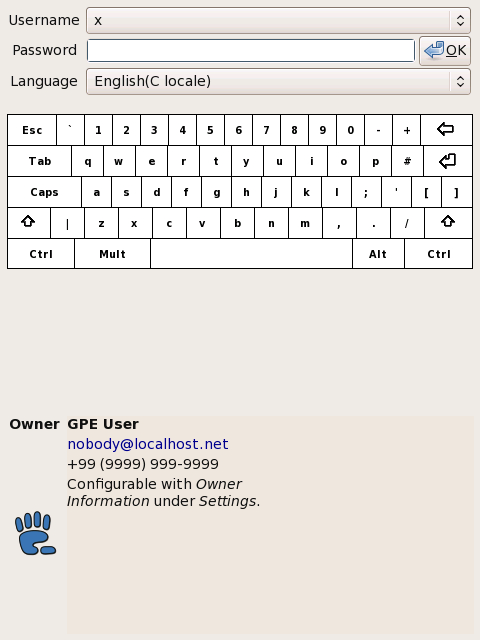 Username x
Password OK
Language English(C locale)
Esc ` 1 2 3 4 5 6 7 8 9 0 - +
Tab q w e r t y u i o p #
Caps a s d f g h j k l ; ' [ ]
| z x c v b n m , . /
Ctrl Mult Alt Ctrl
Owner GPE User
nobody@localhost.net
+99 (9999) 999-9999
Configurable with Owner
Information under Settings.